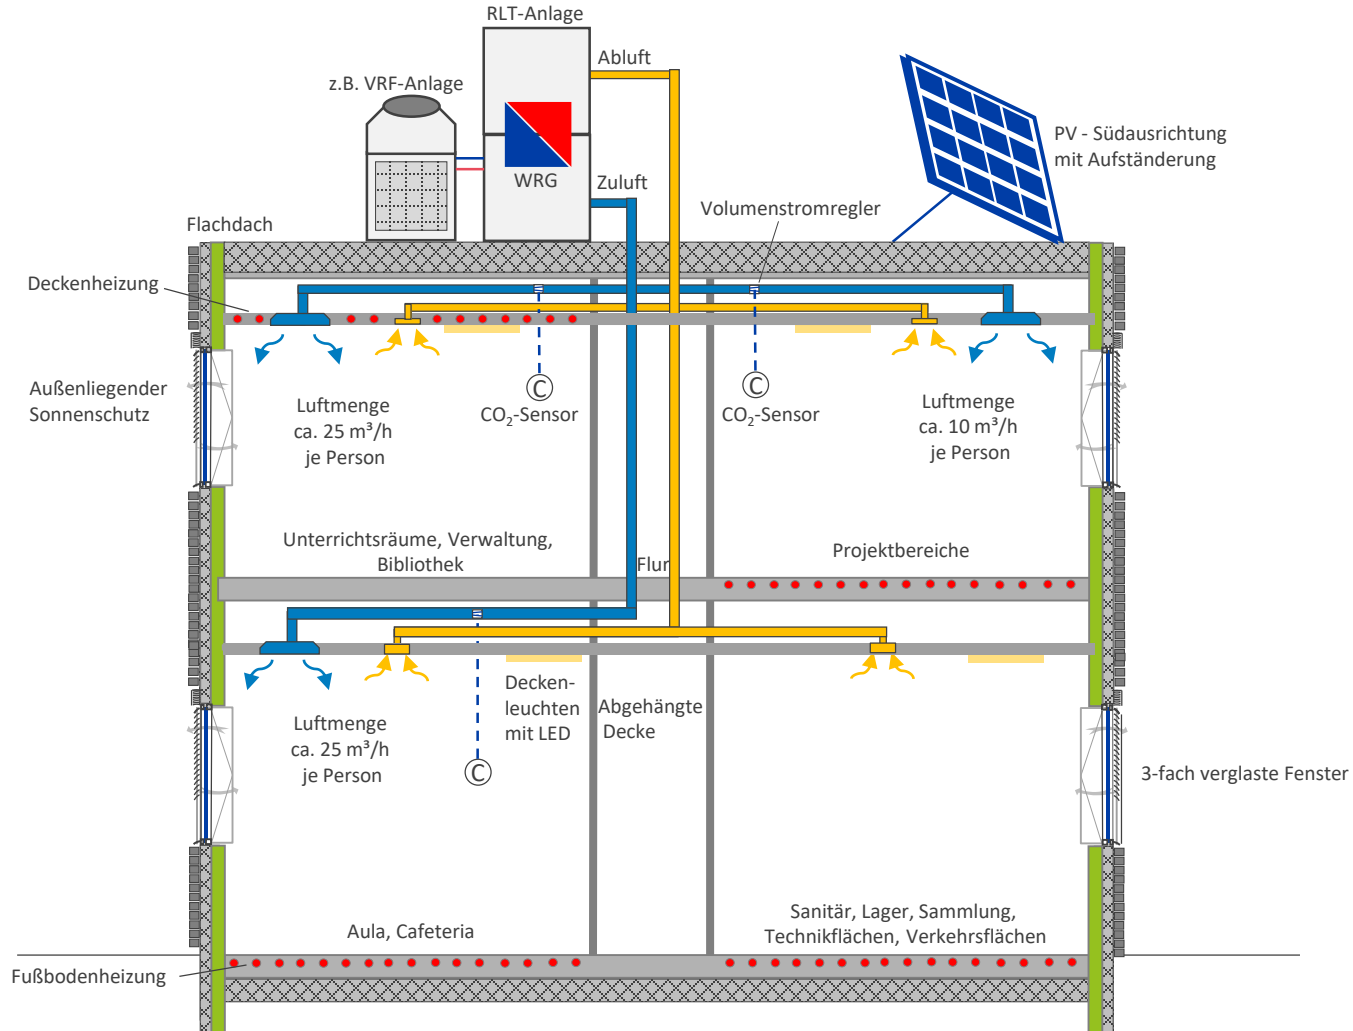 RLT-Anlage
Abluft
z.B. VRF-Anlage
PV - Südausrichtung
mit Aufständerung
WRG
Zuluft
Volumenstromregler
Flachdach
Deckenheizung
Außenliegender
Sonnenschutz
C
CO₂-Sensor
C
CO₂-Sensor
Luftmenge
ca. 25 m³/h
je Person
Luftmenge
ca. 10 m³/h
je Person
Unterrichtsräume, Verwaltung,
Bibliothek
Flur
Projektbereiche
Decken-
leuchten
mit LED
Abgehängte
Decke
Luftmenge
ca. 25 m³/h
je Person
C
3-fach verglaste Fenster
Aula, Cafeteria
Sanitär, Lager, Sammlung,
Technikflächen, Verkehrsflächen
Fußbodenheizung